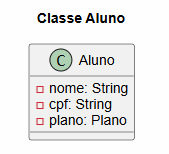 Classe Aluno
C Aluno
nome: String
cpf: String
plano: Plano